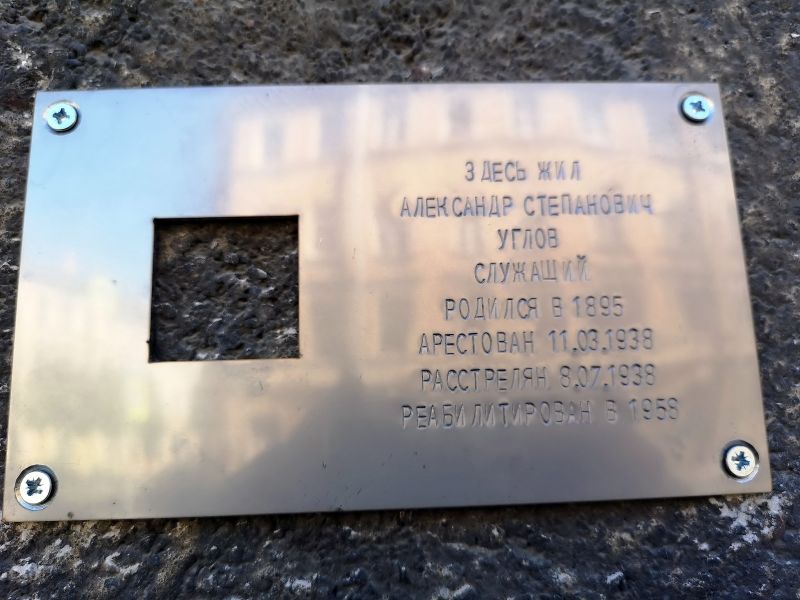 ЗДЕСЬ ЖИЛ
АЛЕКСАНДР СТЕПАНОВИЧ
УГЛОВ
СЛУЖАЩИЙ
РОДИЛСЯ В 1895
АРЕСТОВАН 11.03.1938
РАССТРЕЛЯН 8.07.1938
РЕАБИЛИТИРОВАН В 1958